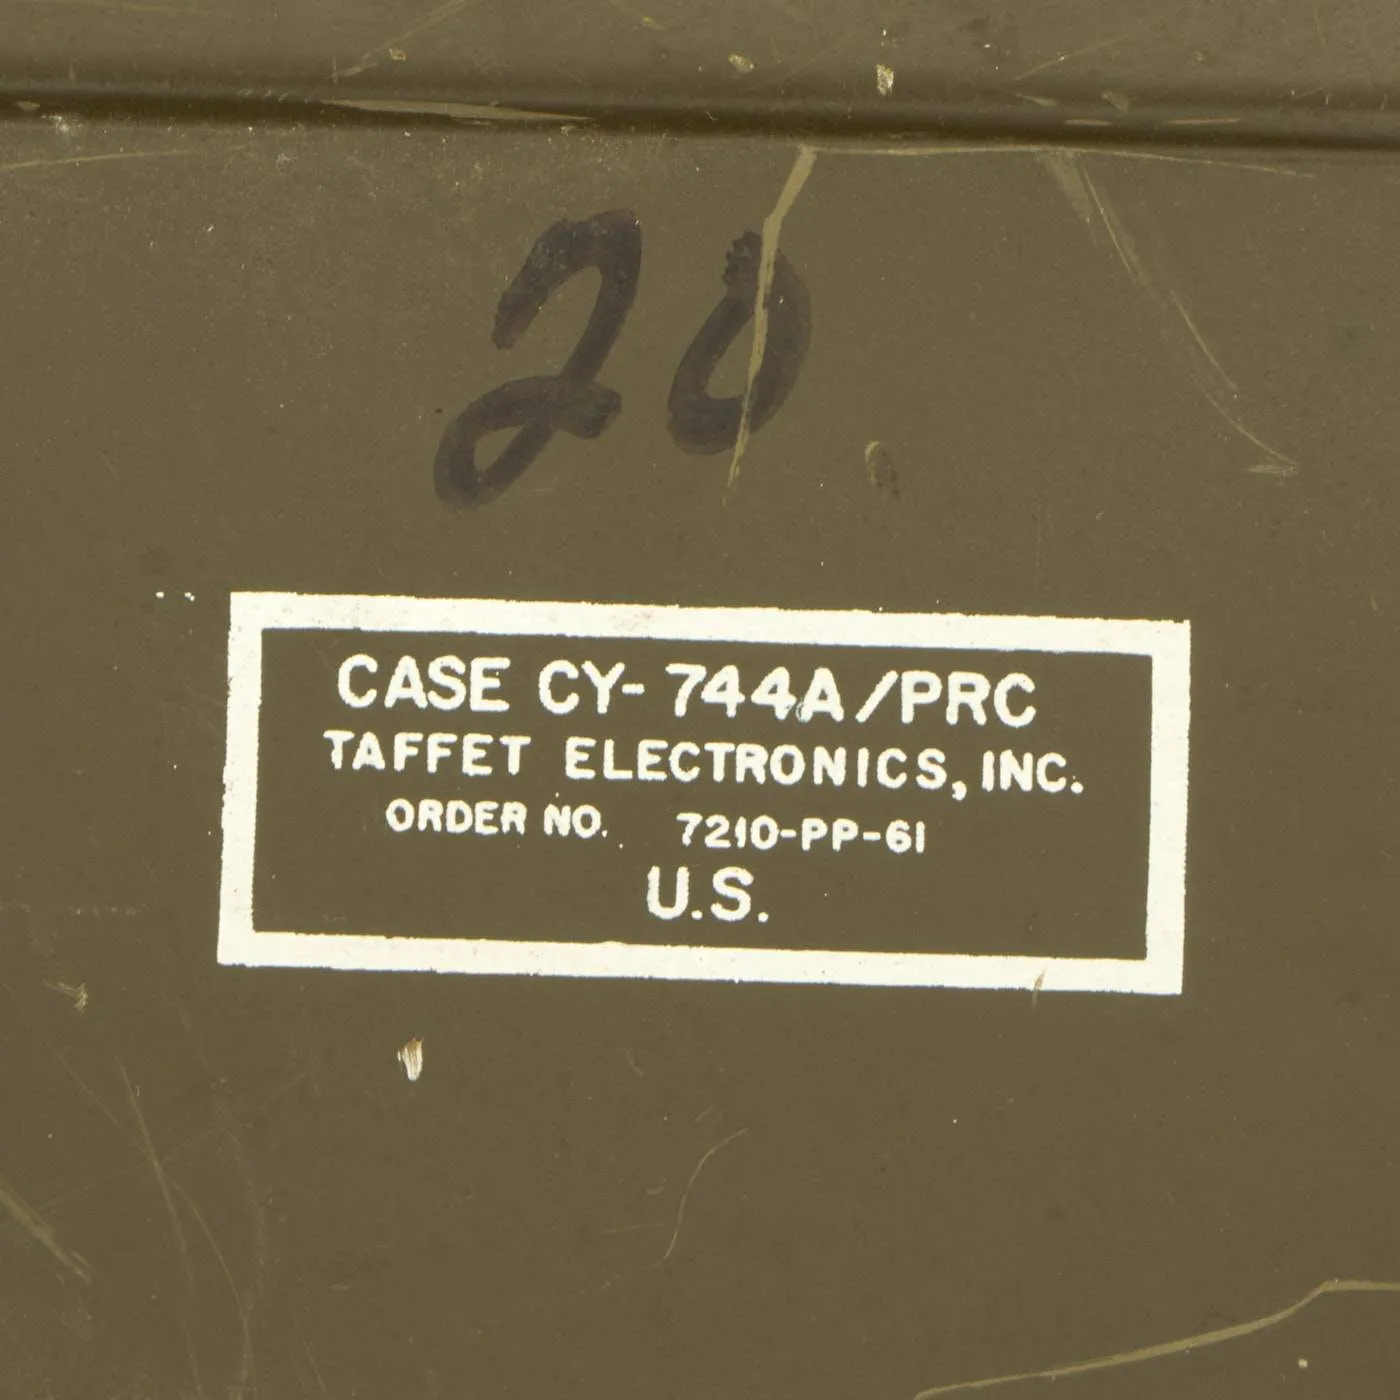 20
CASE CY-744A/PRC
TAFFET ELECTRONICS, INC.
ORDER NO. 7210-PP-61
U.S.